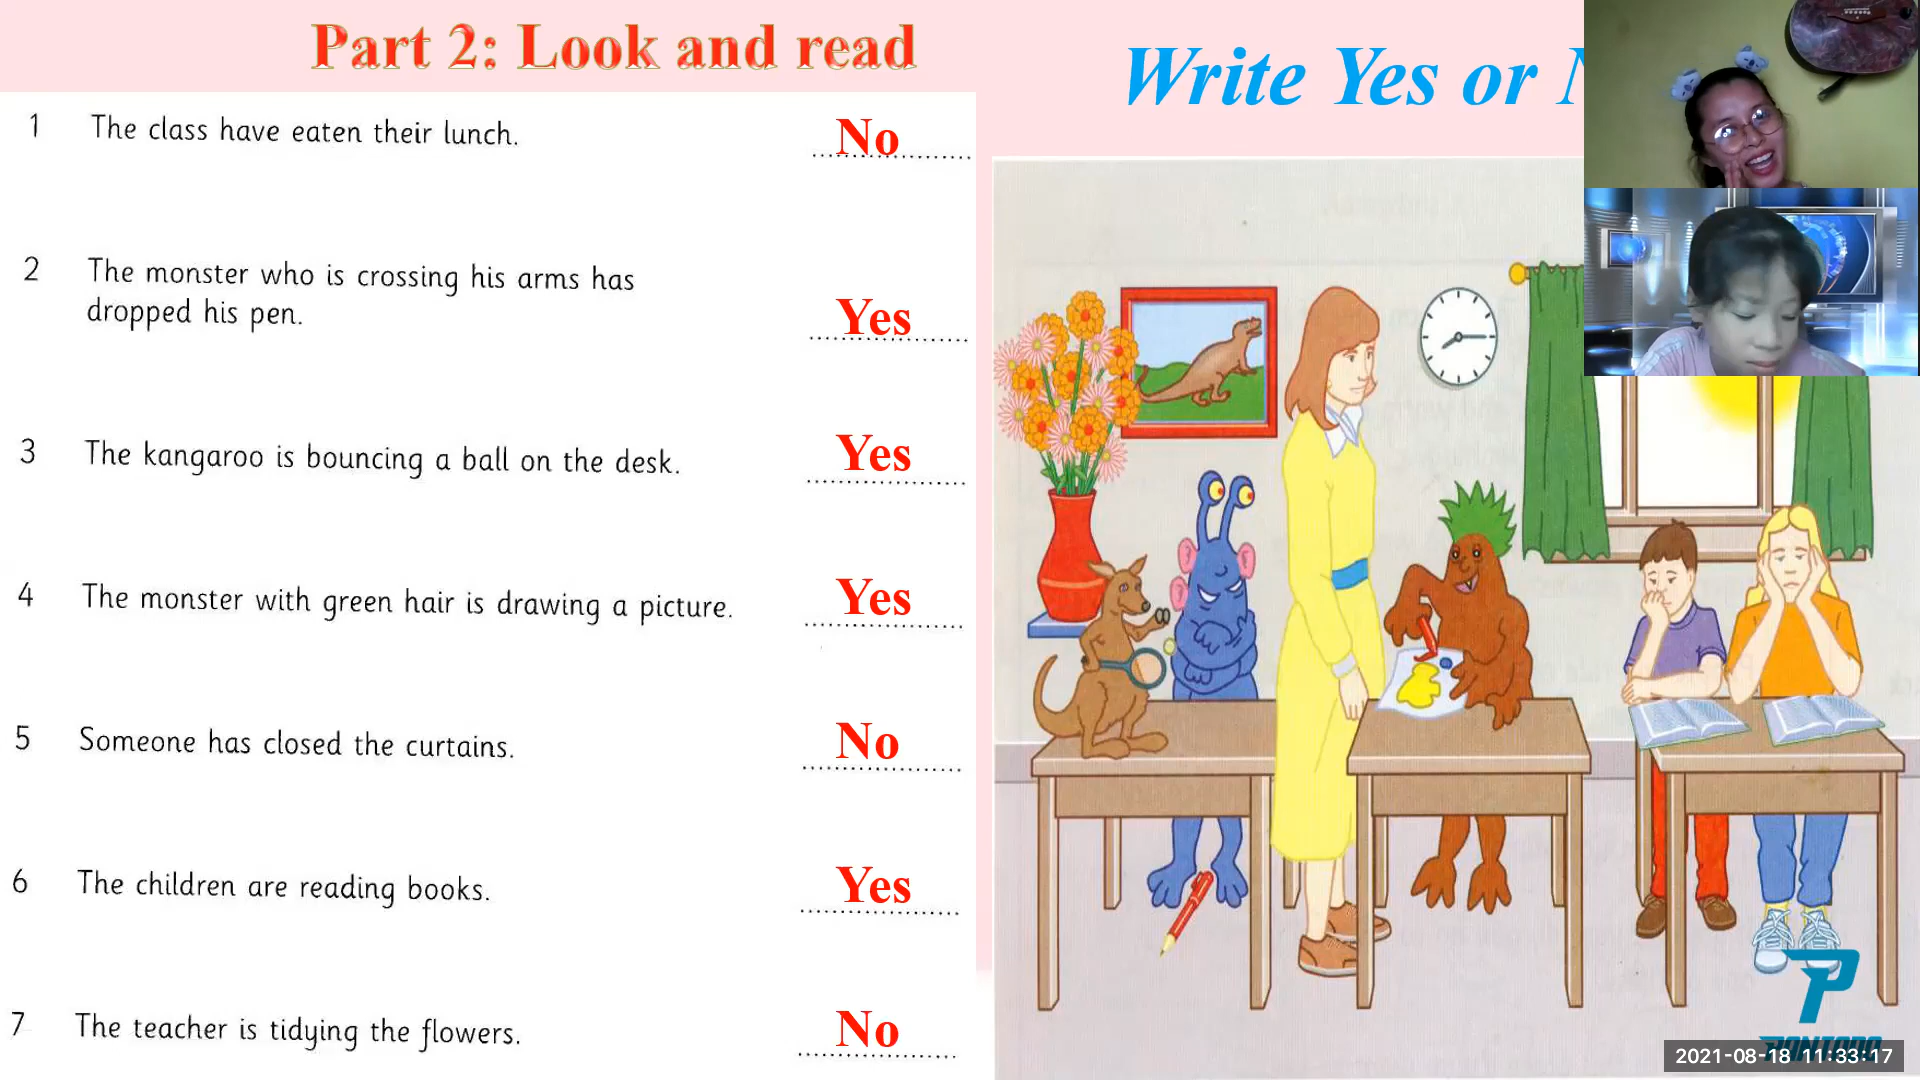 Part 2: Look and read
Write Yes or
1 The class have eaten their lunch. No
2 The monster who is crossing his arms has
dropped his pen. Yes
3 The kangaroo is bouncing a ball on the desk. Yes
4 The monster with green hair is drawing a picture. Yes
5 Someone has closed the curtains. No
6 The children are reading books. Yes
7 The teacher is tidying the flowers. No
2021-08-18 11:33:17